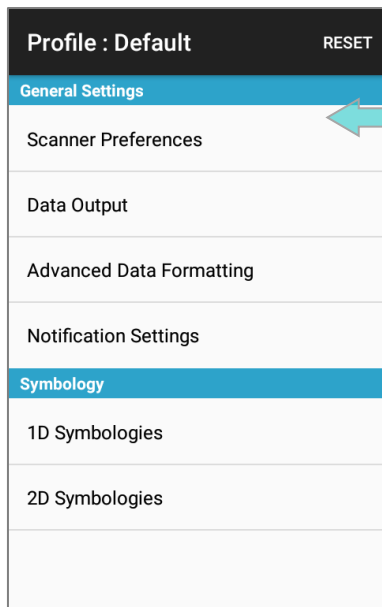 Profile : Default RESET
General Settings
Scanner Preferences
Data Output
Advanced Data Formatting
Notification Settings
Symbology
1D Symbologies
2D Symbologies